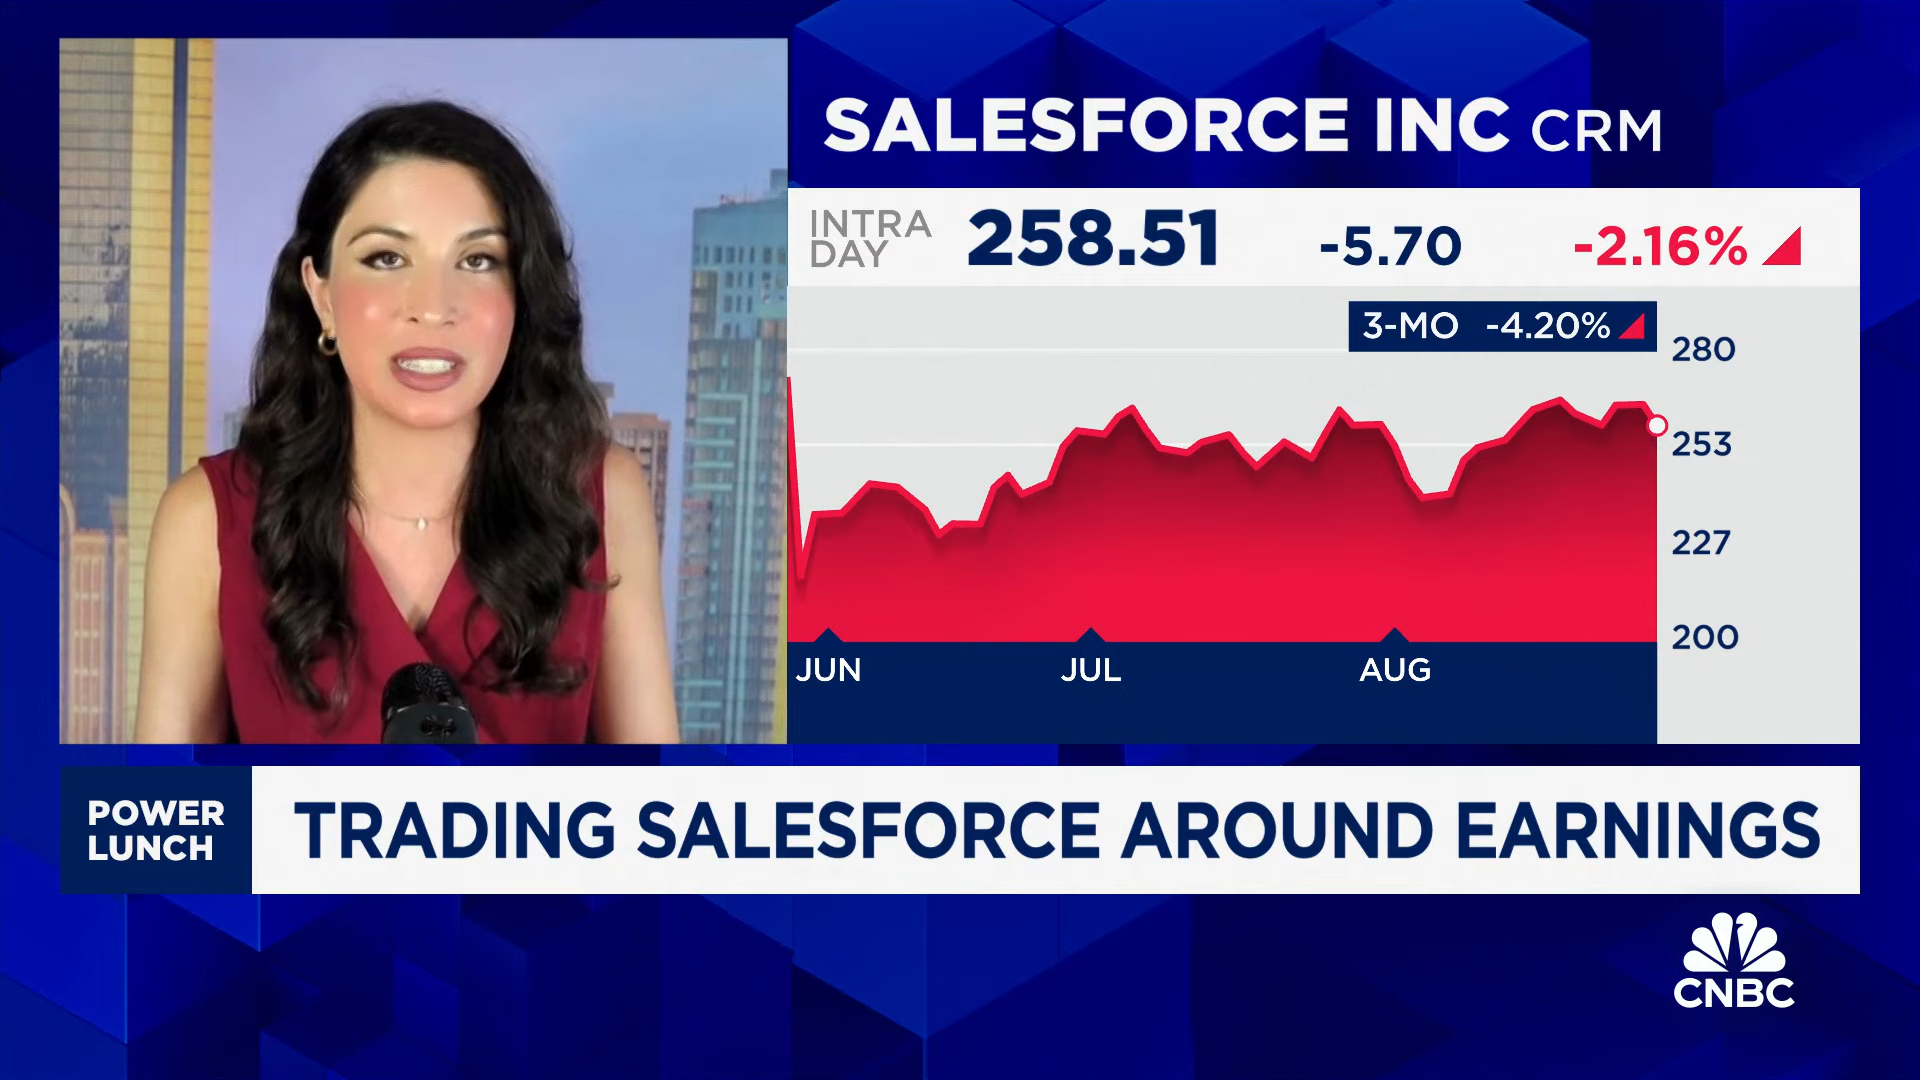 SALESFORCE INC CRM
INTRA
DAY
258.51 -5.70 -2.16%
3-MO -4.20%
280
253
227
200
JUN JUL AUG
POWER
LUNCH
TRADING SALESFORCE AROUND EARNINGS
CNBC